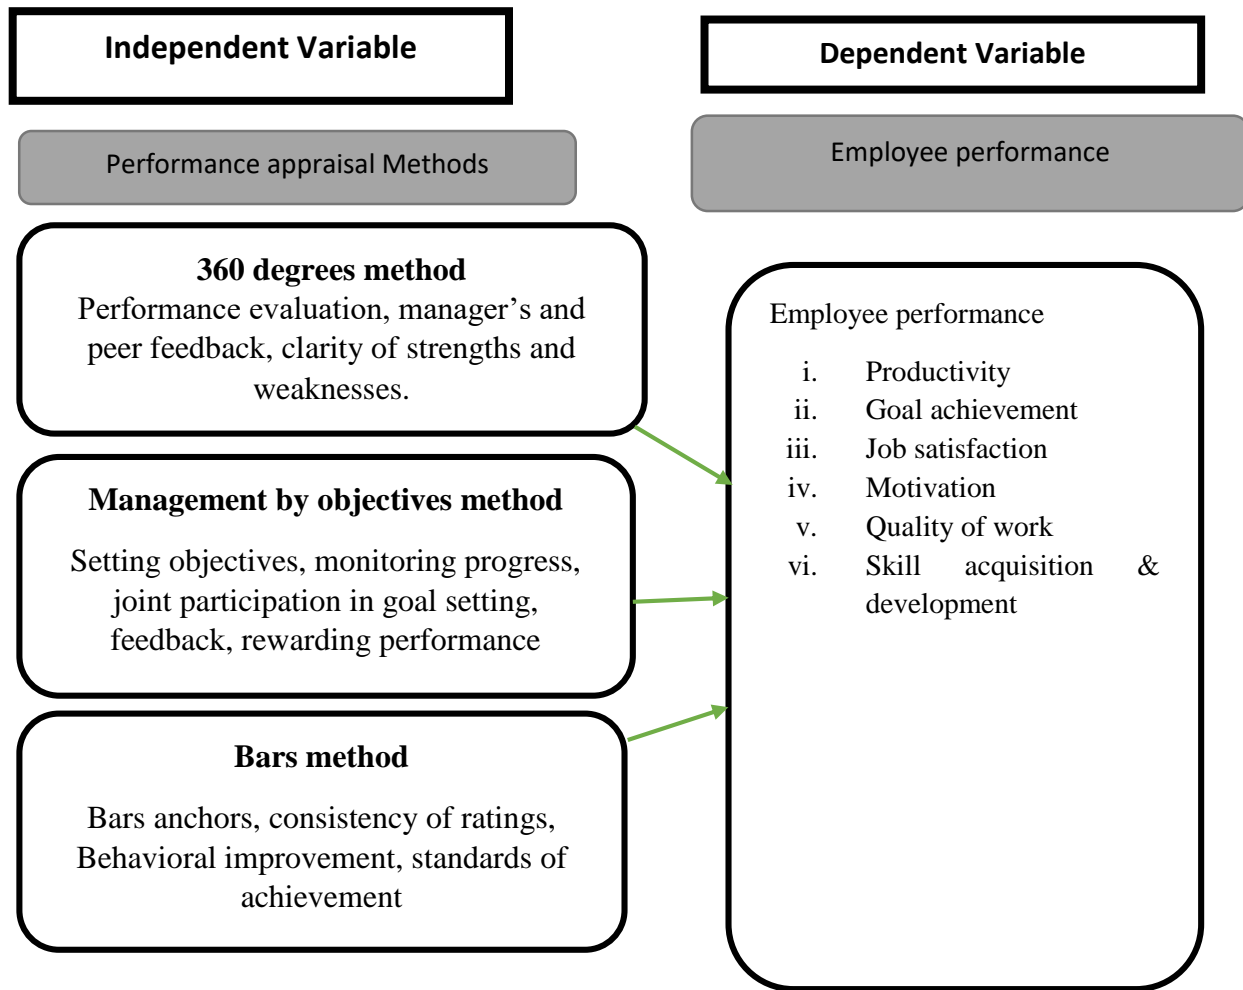 Independent Variable
Dependent Variable
Performance appraisal Methods
Employee performance
360 degrees method
Performance evaluation, manager’s and
peer feedback, clarity of strengths and
weaknesses.
Management by objectives method
Setting objectives, monitoring progress,
joint participation in goal setting,
feedback, rewarding performance
Bars method
Bars anchors, consistency of ratings,
Behavioral improvement, standards of
achievement
Employee performance
i. Productivity
ii. Goal achievement
iii. Job satisfaction
iv. Motivation
v. Quality of work
vi. Skill acquisition &
development